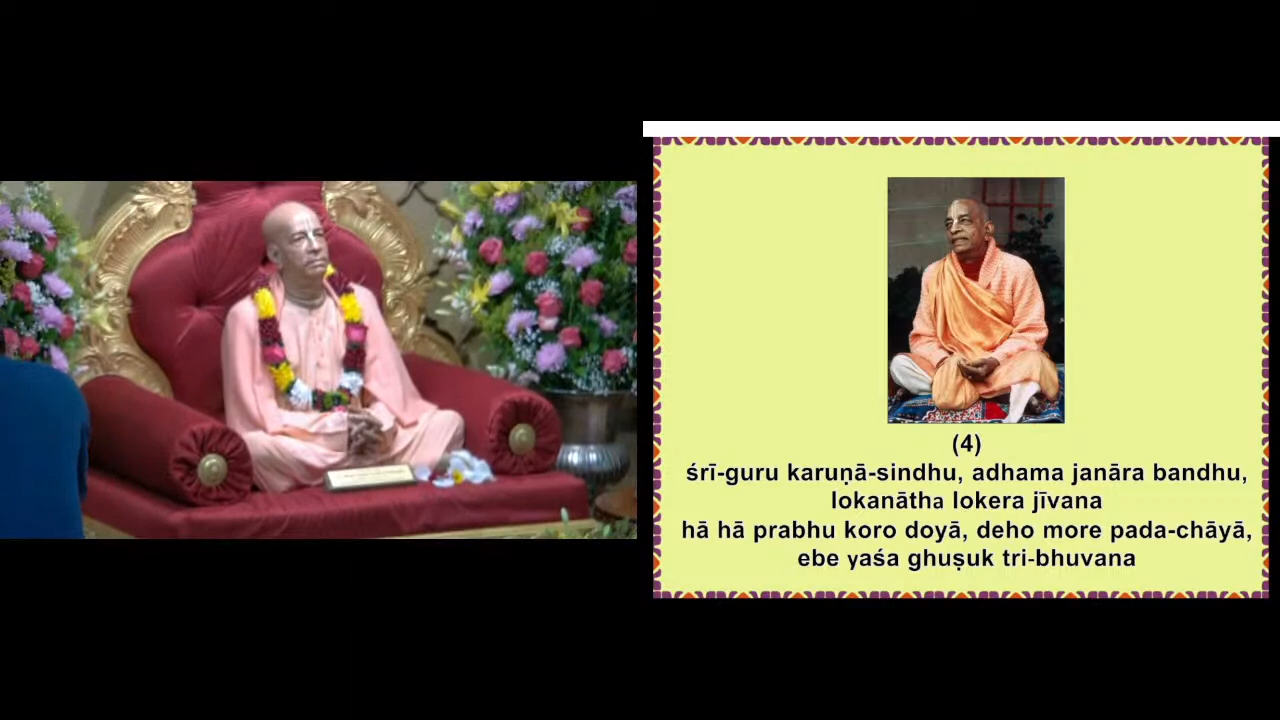 (4)
śrī-guru karuṇā-sindhu, adhama janāra bandhu,
lokanātha lokera jīvana
hā hā prabhu koro doyā, deho more pada-chāyā,
ebe yaśa ghuṣuk tri-bhuvana